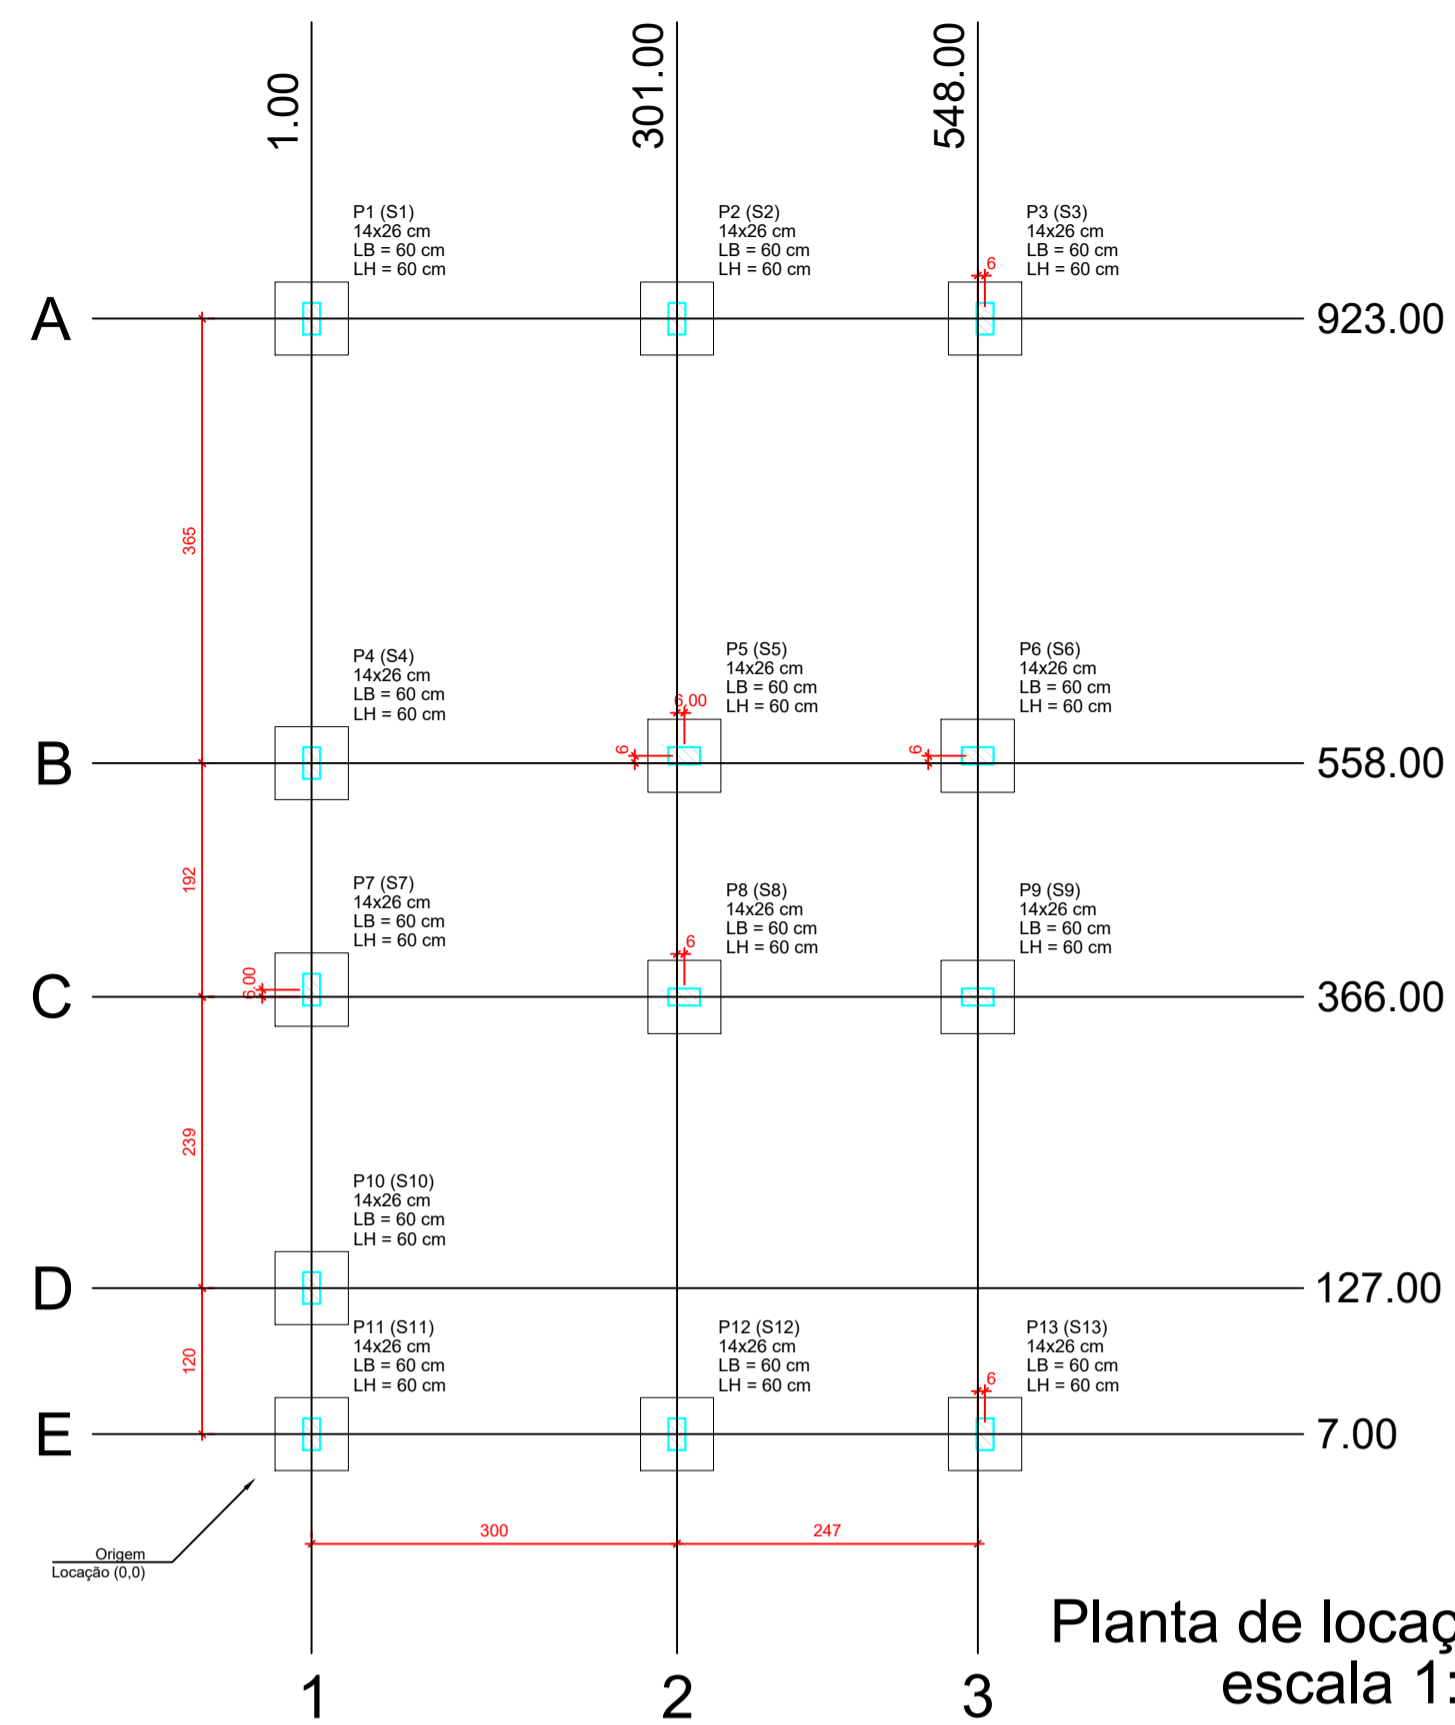 1.00
301.00
548.00
P1 (S1)
14x26 cm
LB = 60 cm
LH = 60 cm
P2 (S2)
14x26 cm
LB = 60 cm
LH = 60 cm
P3 (S3)
14x26 cm
LB = 60 cm
LH = 60 cm
6
A
923.00
365
P4 (S4)
14x26 cm
LB = 60 cm
LH = 60 cm
P5 (S5)
14x26 cm
LB = 60 cm
LH = 60 cm
6.00
6
P6 (S6)
14x26 cm
LB = 60 cm
LH = 60 cm
6
B
558.00
192
P7 (S7)
14x26 cm
LB = 60 cm
LH = 60 cm
6.00
P8 (S8)
14x26 cm
LB = 60 cm
LH = 60 cm
6
P9 (S9)
14x26 cm
LB = 60 cm
LH = 60 cm
C
366.00
239
P10 (S10)
14x26 cm
LB = 60 cm
LH = 60 cm
D
127.00
120
P11 (S11)
14x26 cm
LB = 60 cm
LH = 60 cm
P12 (S12)
14x26 cm
LB = 60 cm
LH = 60 cm
P13 (S13)
14x26 cm
LB = 60 cm
LH = 60 cm
6
E
7.00
300
247
Origem
Locação (0,0)
Planta de locaç
escala 1:
1
2
3